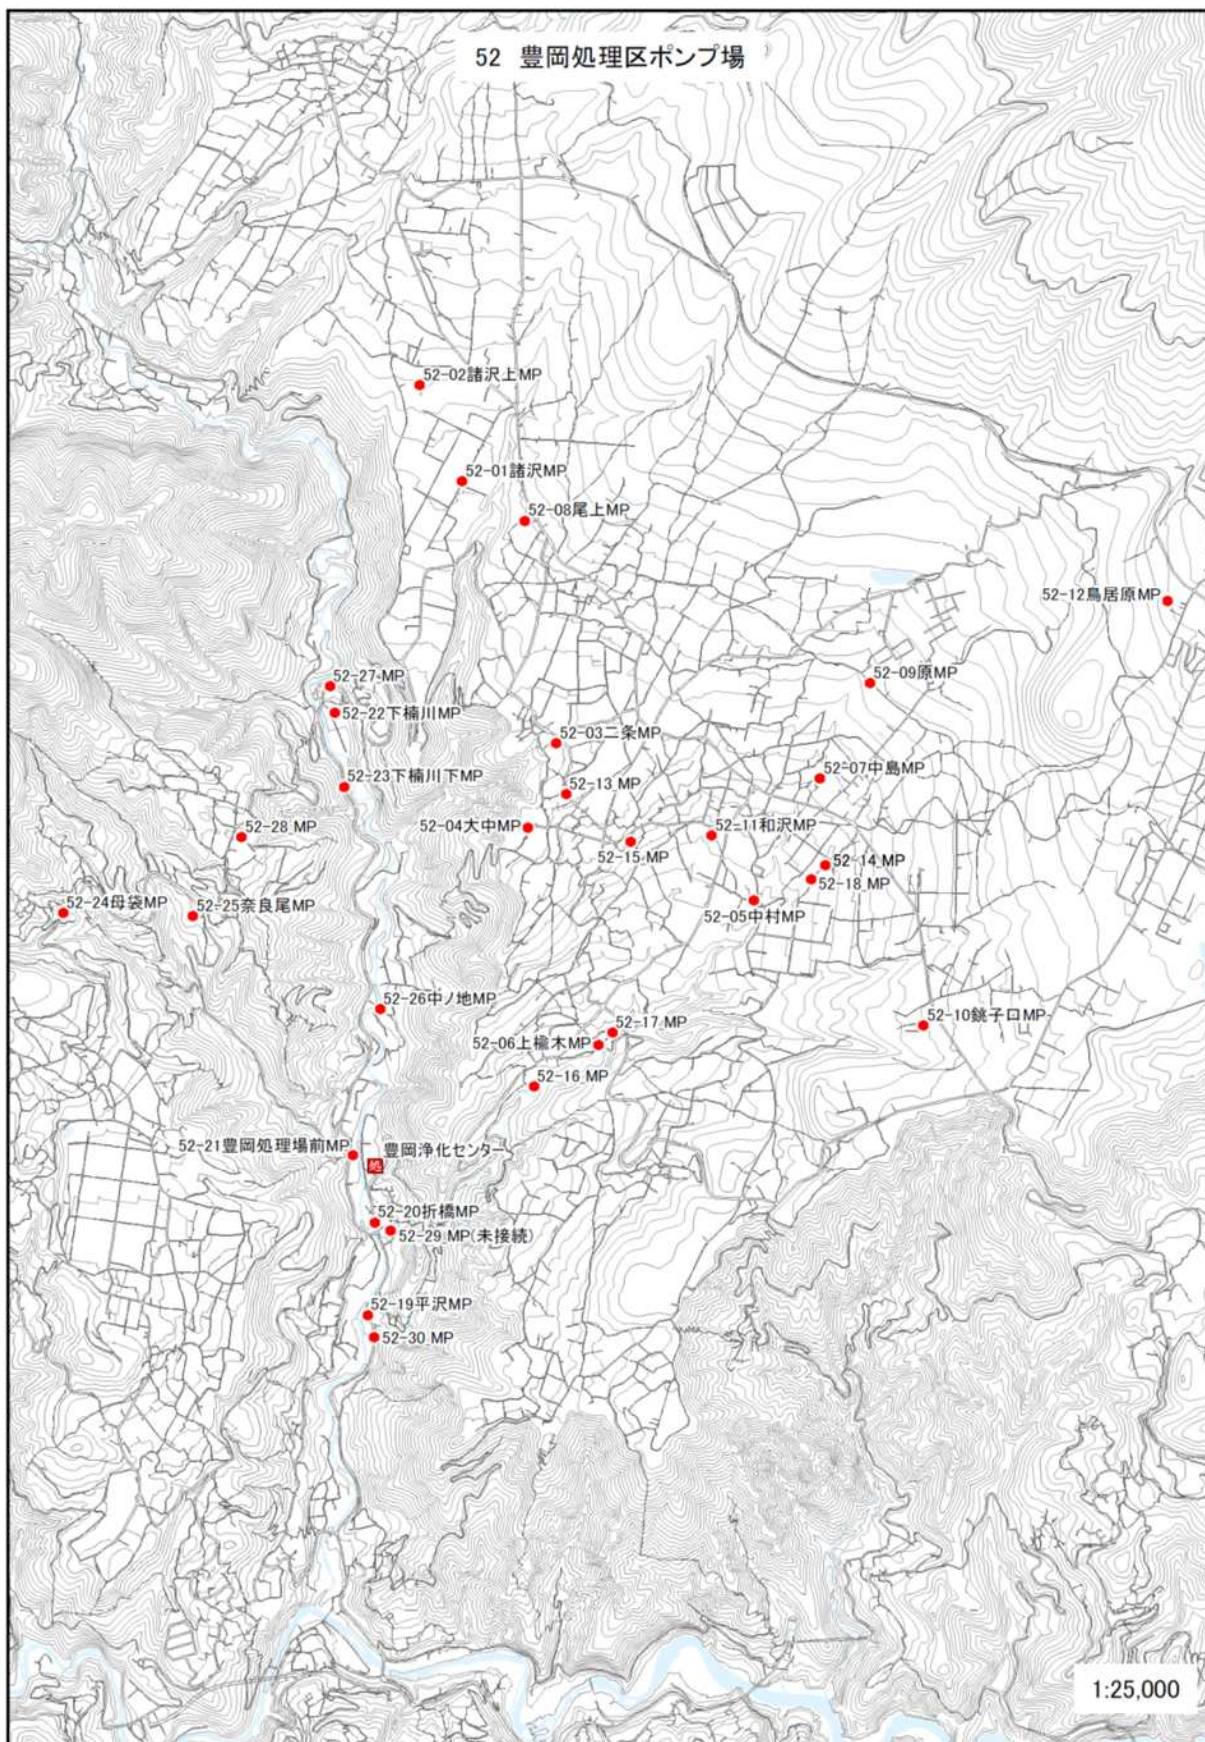 52 豊岡処理区ポンプ場
52-02諸沢上MP
52-01諸沢MP
52-08尾上MP
52-12鳥居原MP
52-27 MP
52-09原MP
52-22下楠川MP
52-03二条MP
52-23下楠川下MP
52-07中島MP
52-13 MP
52-28 MP
52-04大中MP
52-11和沢MP
52-15 MP
52-14 MP
52-18 MP
52-24母袋MP
52-25奈良尾MP
52-05中村MP
52-26中ノ地MP
52-17 MP
52-10銚子口MP
52-06上楡木MP
52-16 MP
52-21豊岡処理場前MP
豊岡浄化センター
処
52-20折橋MP
52-29 MP(未接続)
52-19平沢MP
52-30 MP
1:25,000